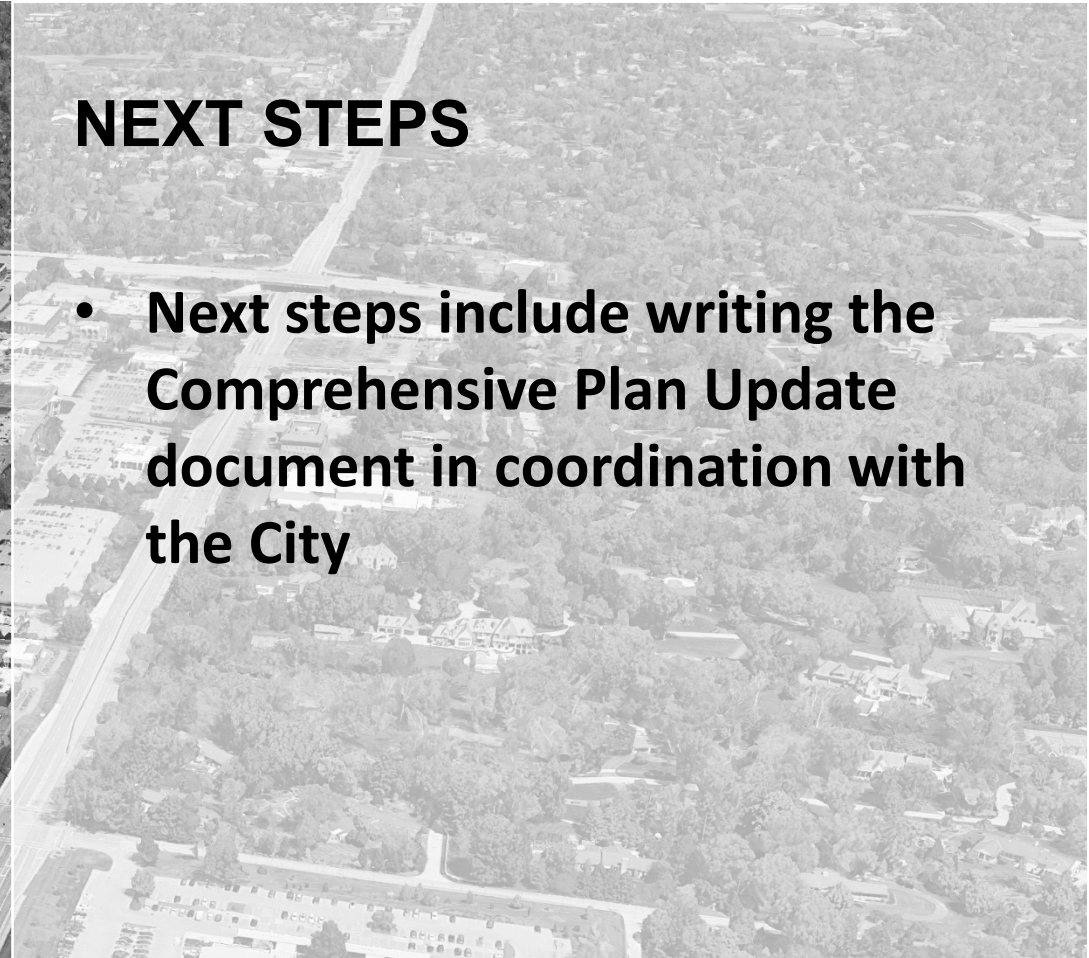 NEXT STEPS
• Next steps include writing the
Comprehensive Plan Update
document in coordination with
the City